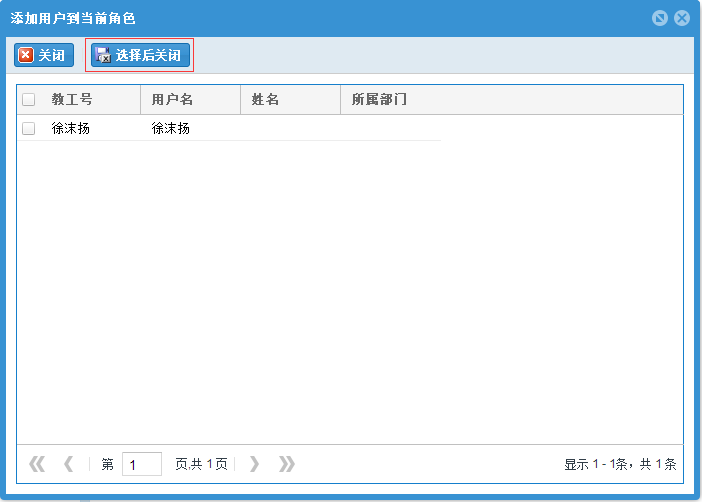 添加用户到当前角色
关闭 选择后关闭
教工号 用户名 姓名 所属部门
徐沫扬 徐沫扬
第 1 页,共 1 页 显示 1 - 1条，共 1 条